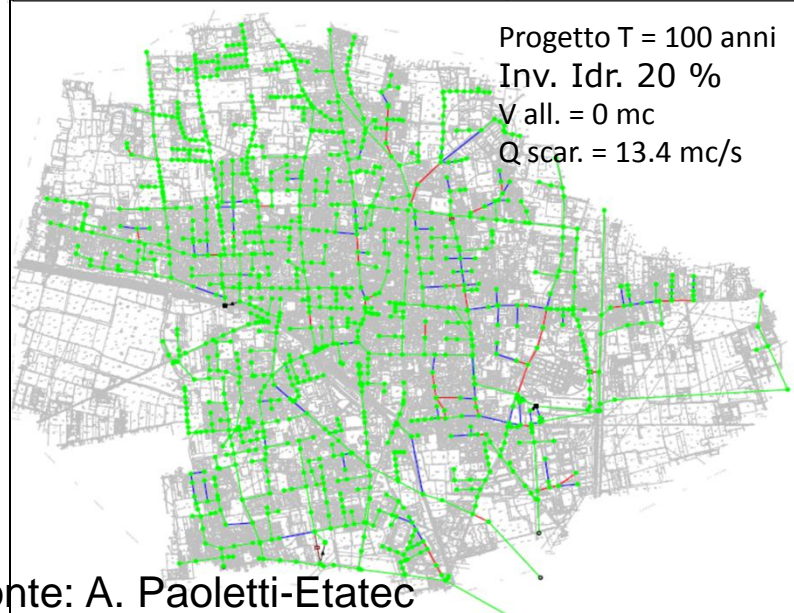 Progetto T = 100 anni
Inv. Idr. 20 %
V all. = 0 mc
Q scar. = 13.4 mc/s
nte: A. Paoletti-Etatec